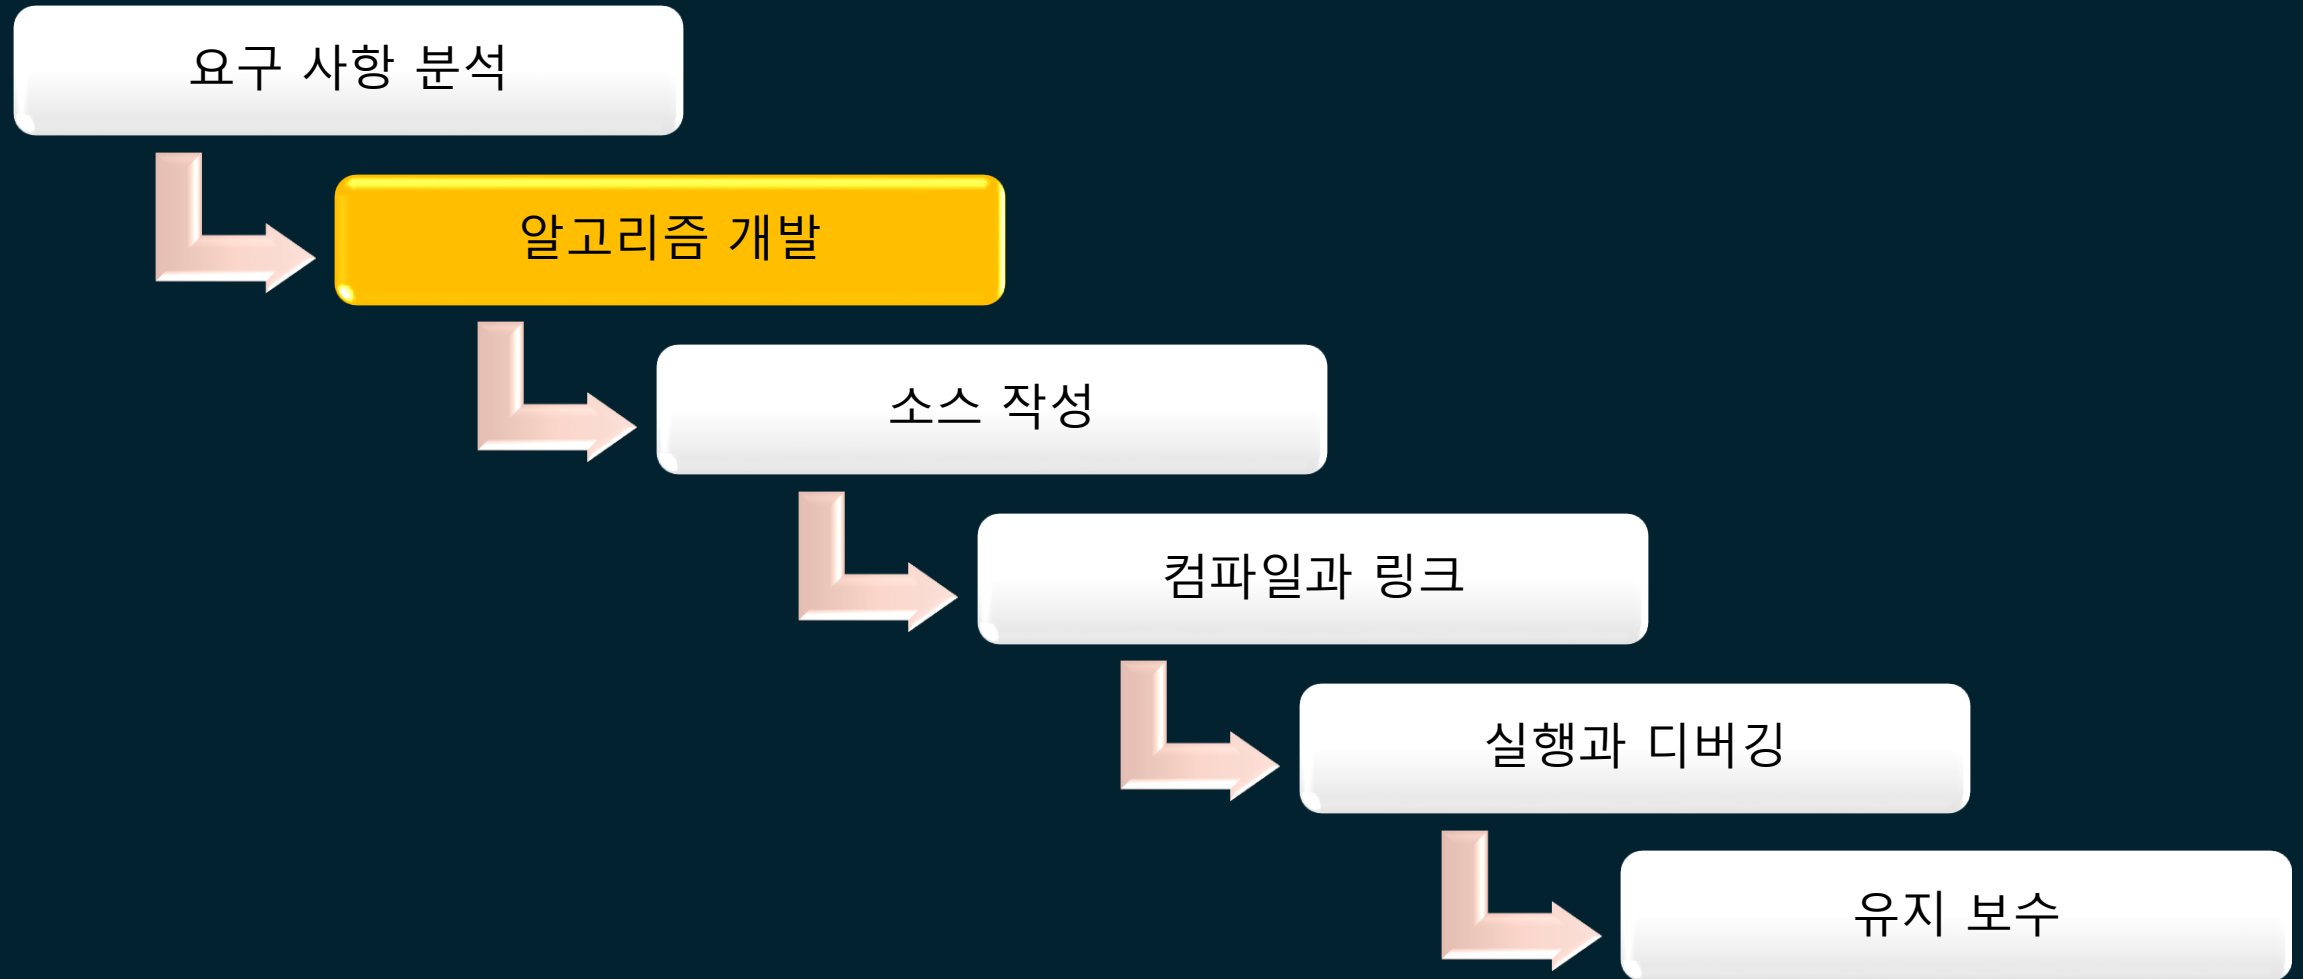 요구 사항 분석
알고리즘 개발
소스 작성
컴파일과 링크
실행과 디버깅
유지 보수